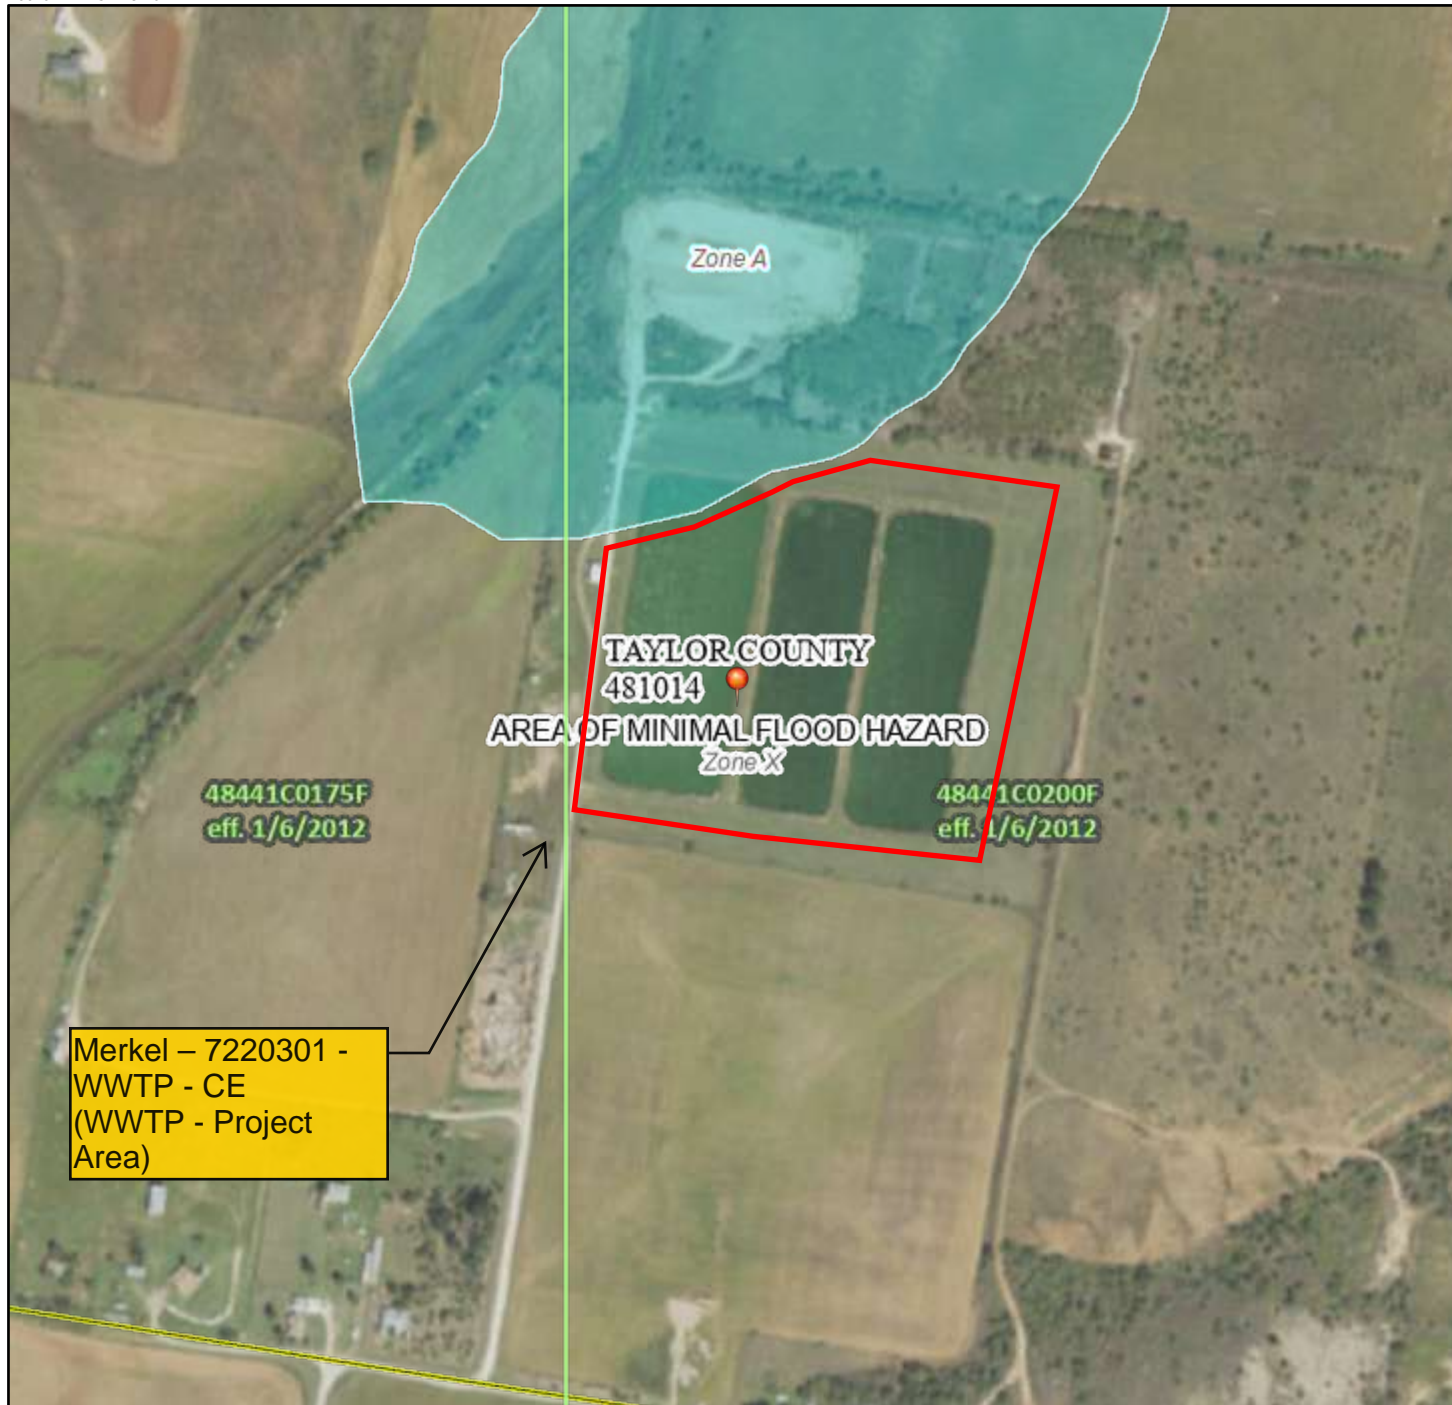 Zone A
TAYLOR COUNTY
481014
AREA OF MINIMAL FLOOD HAZARD
Zone X
48441C0175F
eff. 1/6/2012
48441C0200F
eff. 1/6/2012
Merkel – 7220301 -
WWTP - CE
(WWTP - Project
Area)